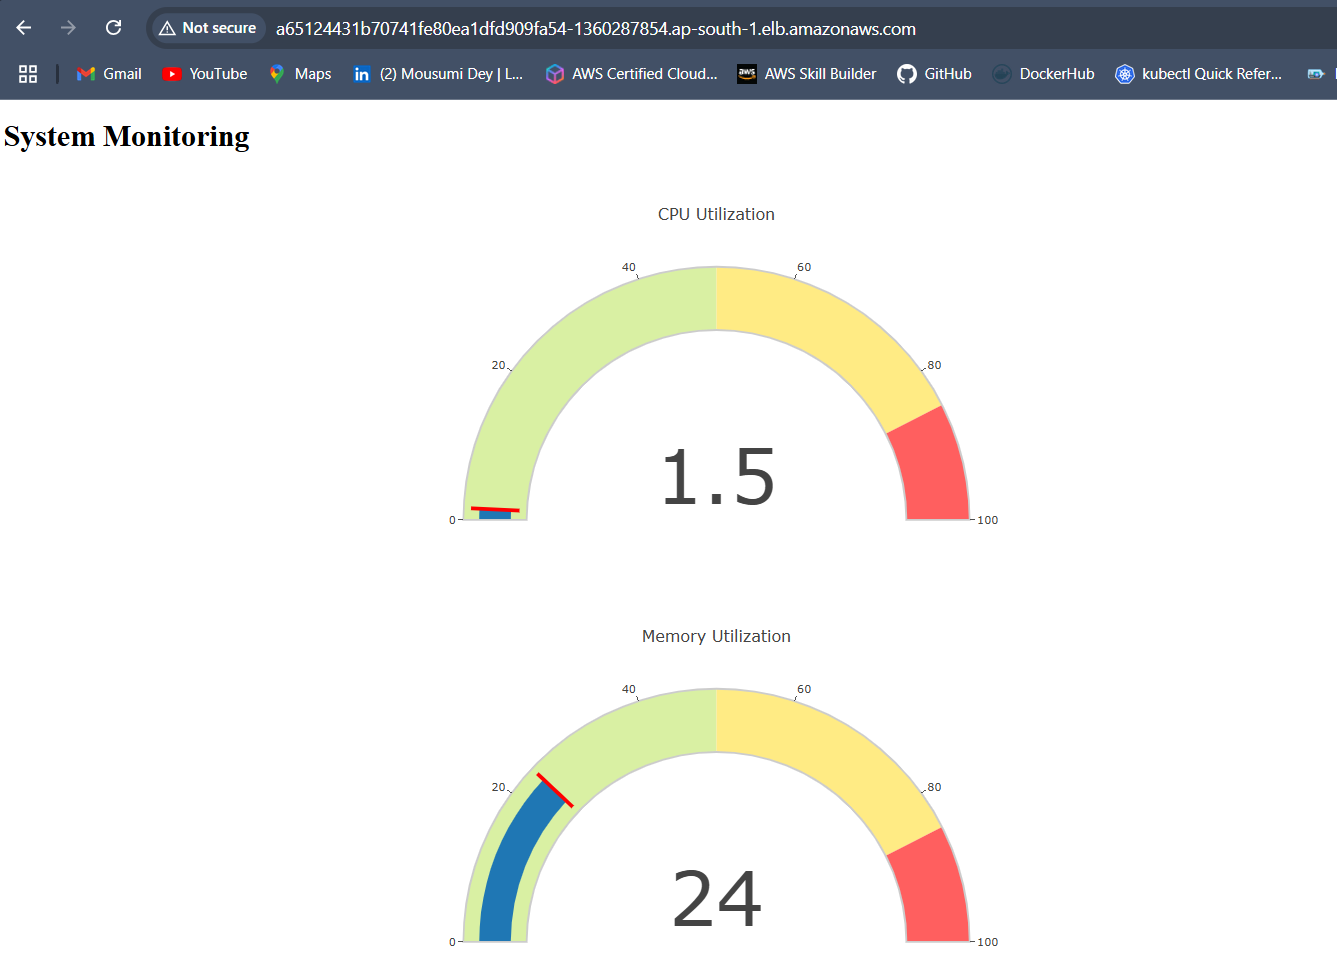 Not secure a65124431b70741fe80ea1dfd909fa54-1360287854.ap-south-1.elb.amazonaws.com
Gmail YouTube Maps (2) Mousumi Dey | L... AWS Certified Cloud... aws AWS Skill Builder GitHub DockerHub kubectl Quick Refer...
System Monitoring
CPU Utilization
40 60
20 80
1.5
0 100
Memory Utilization
40 60
20 80
24
0 100